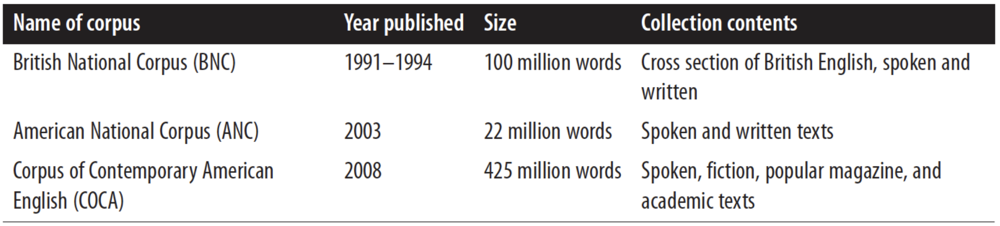 Name of corpus Year published Size Collection contents
British National Corpus (BNC) 1991–1994 100 million words Cross section of British English, spoken and
written
American National Corpus (ANC) 2003 22 million words Spoken and written texts
Corpus of Contemporary American 2008 425 million words Spoken, fiction, popular magazine, and
English (COCA) academic texts